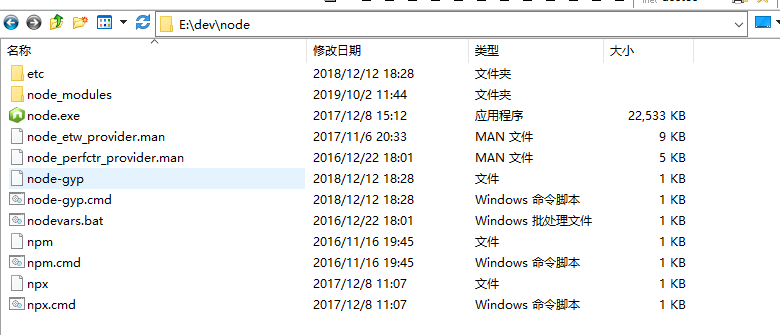 E:\dev\node
名称 修改日期 类型 大小
etc 2018/12/12 18:28 文件夹
node_modules 2019/10/2 11:44 文件夹
node.exe 2017/12/8 15:12 应用程序 22,533 KB
node_etw_provider.man 2017/11/6 20:33 MAN 文件 9 KB
node_perfctr_provider.man 2016/12/22 18:01 MAN 文件 5 KB
node-gyp 2018/12/12 18:28 文件 1 KB
node-gyp.cmd 2018/12/12 18:28 Windows 命令脚本 1 KB
nodevars.bat 2016/12/22 18:01 Windows 批处理文件 1 KB
npm 2016/11/16 19:45 文件 1 KB
npm.cmd 2016/11/16 19:45 Windows 命令脚本 1 KB
npx 2017/12/8 11:07 文件 1 KB
npx.cmd 2017/12/8 11:07 Windows 命令脚本 1 KB